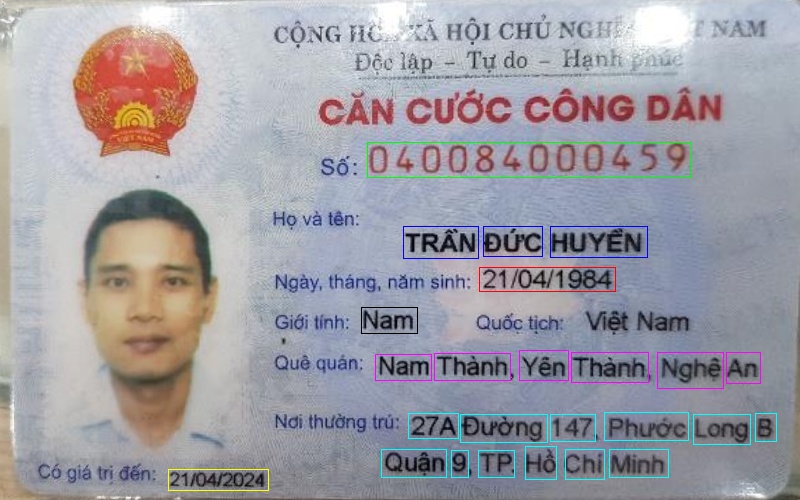 CỘNG HÒA XÃ HỘI CHỦ NGHĨA VIỆT NAM
Độc lập - Tự do - Hạnh phúc
CĂN CƯỚC CÔNG DÂN
Số: 040084000459
Họ và tên:
TRẦN ĐỨC HUYỀN
Ngày, tháng, năm sinh: 21/04/1984
Giới tính: Nam Quốc tịch: Việt Nam
Quê quán: Nam Thành, Yên Thành, Nghệ An
Nơi thường trú: 27A Đường 147, Phước Long B
Quận 9, TP. Hồ Chí Minh
Có giá trị đến: 21/04/2024